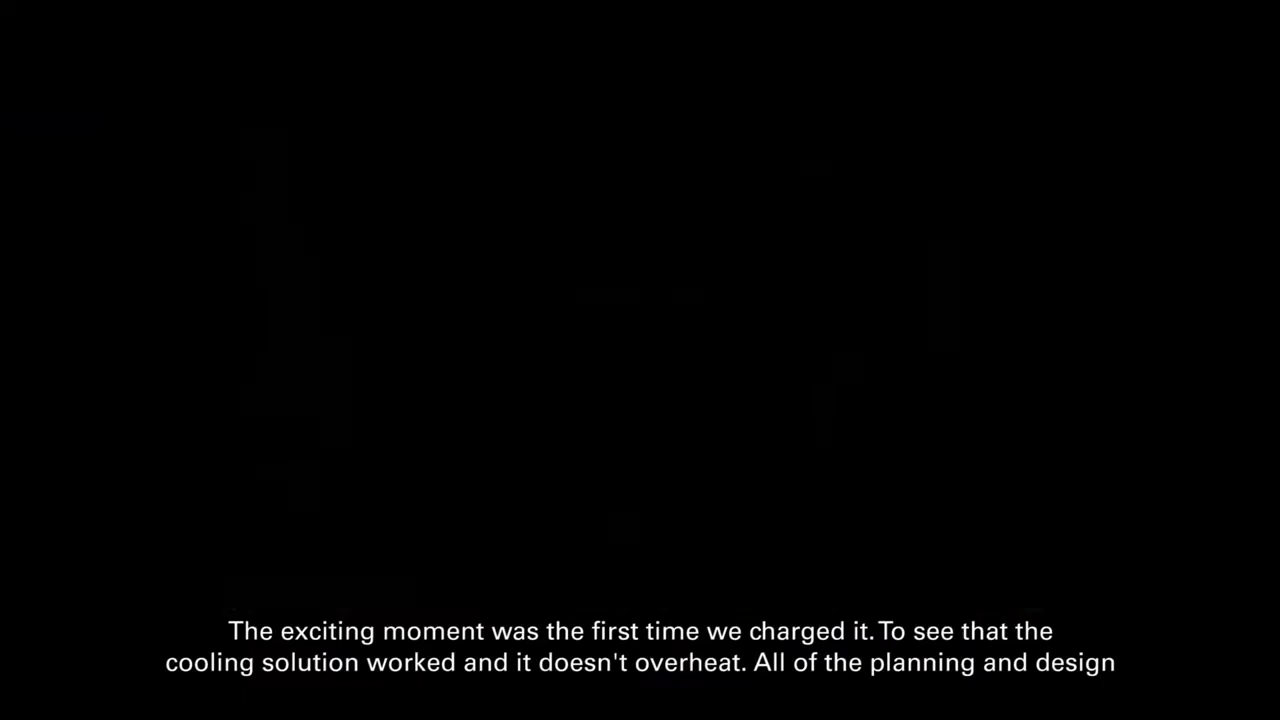 The exciting moment was the first time we charged it. To see that the
cooling solution worked and it doesn't overheat. All of the planning and design